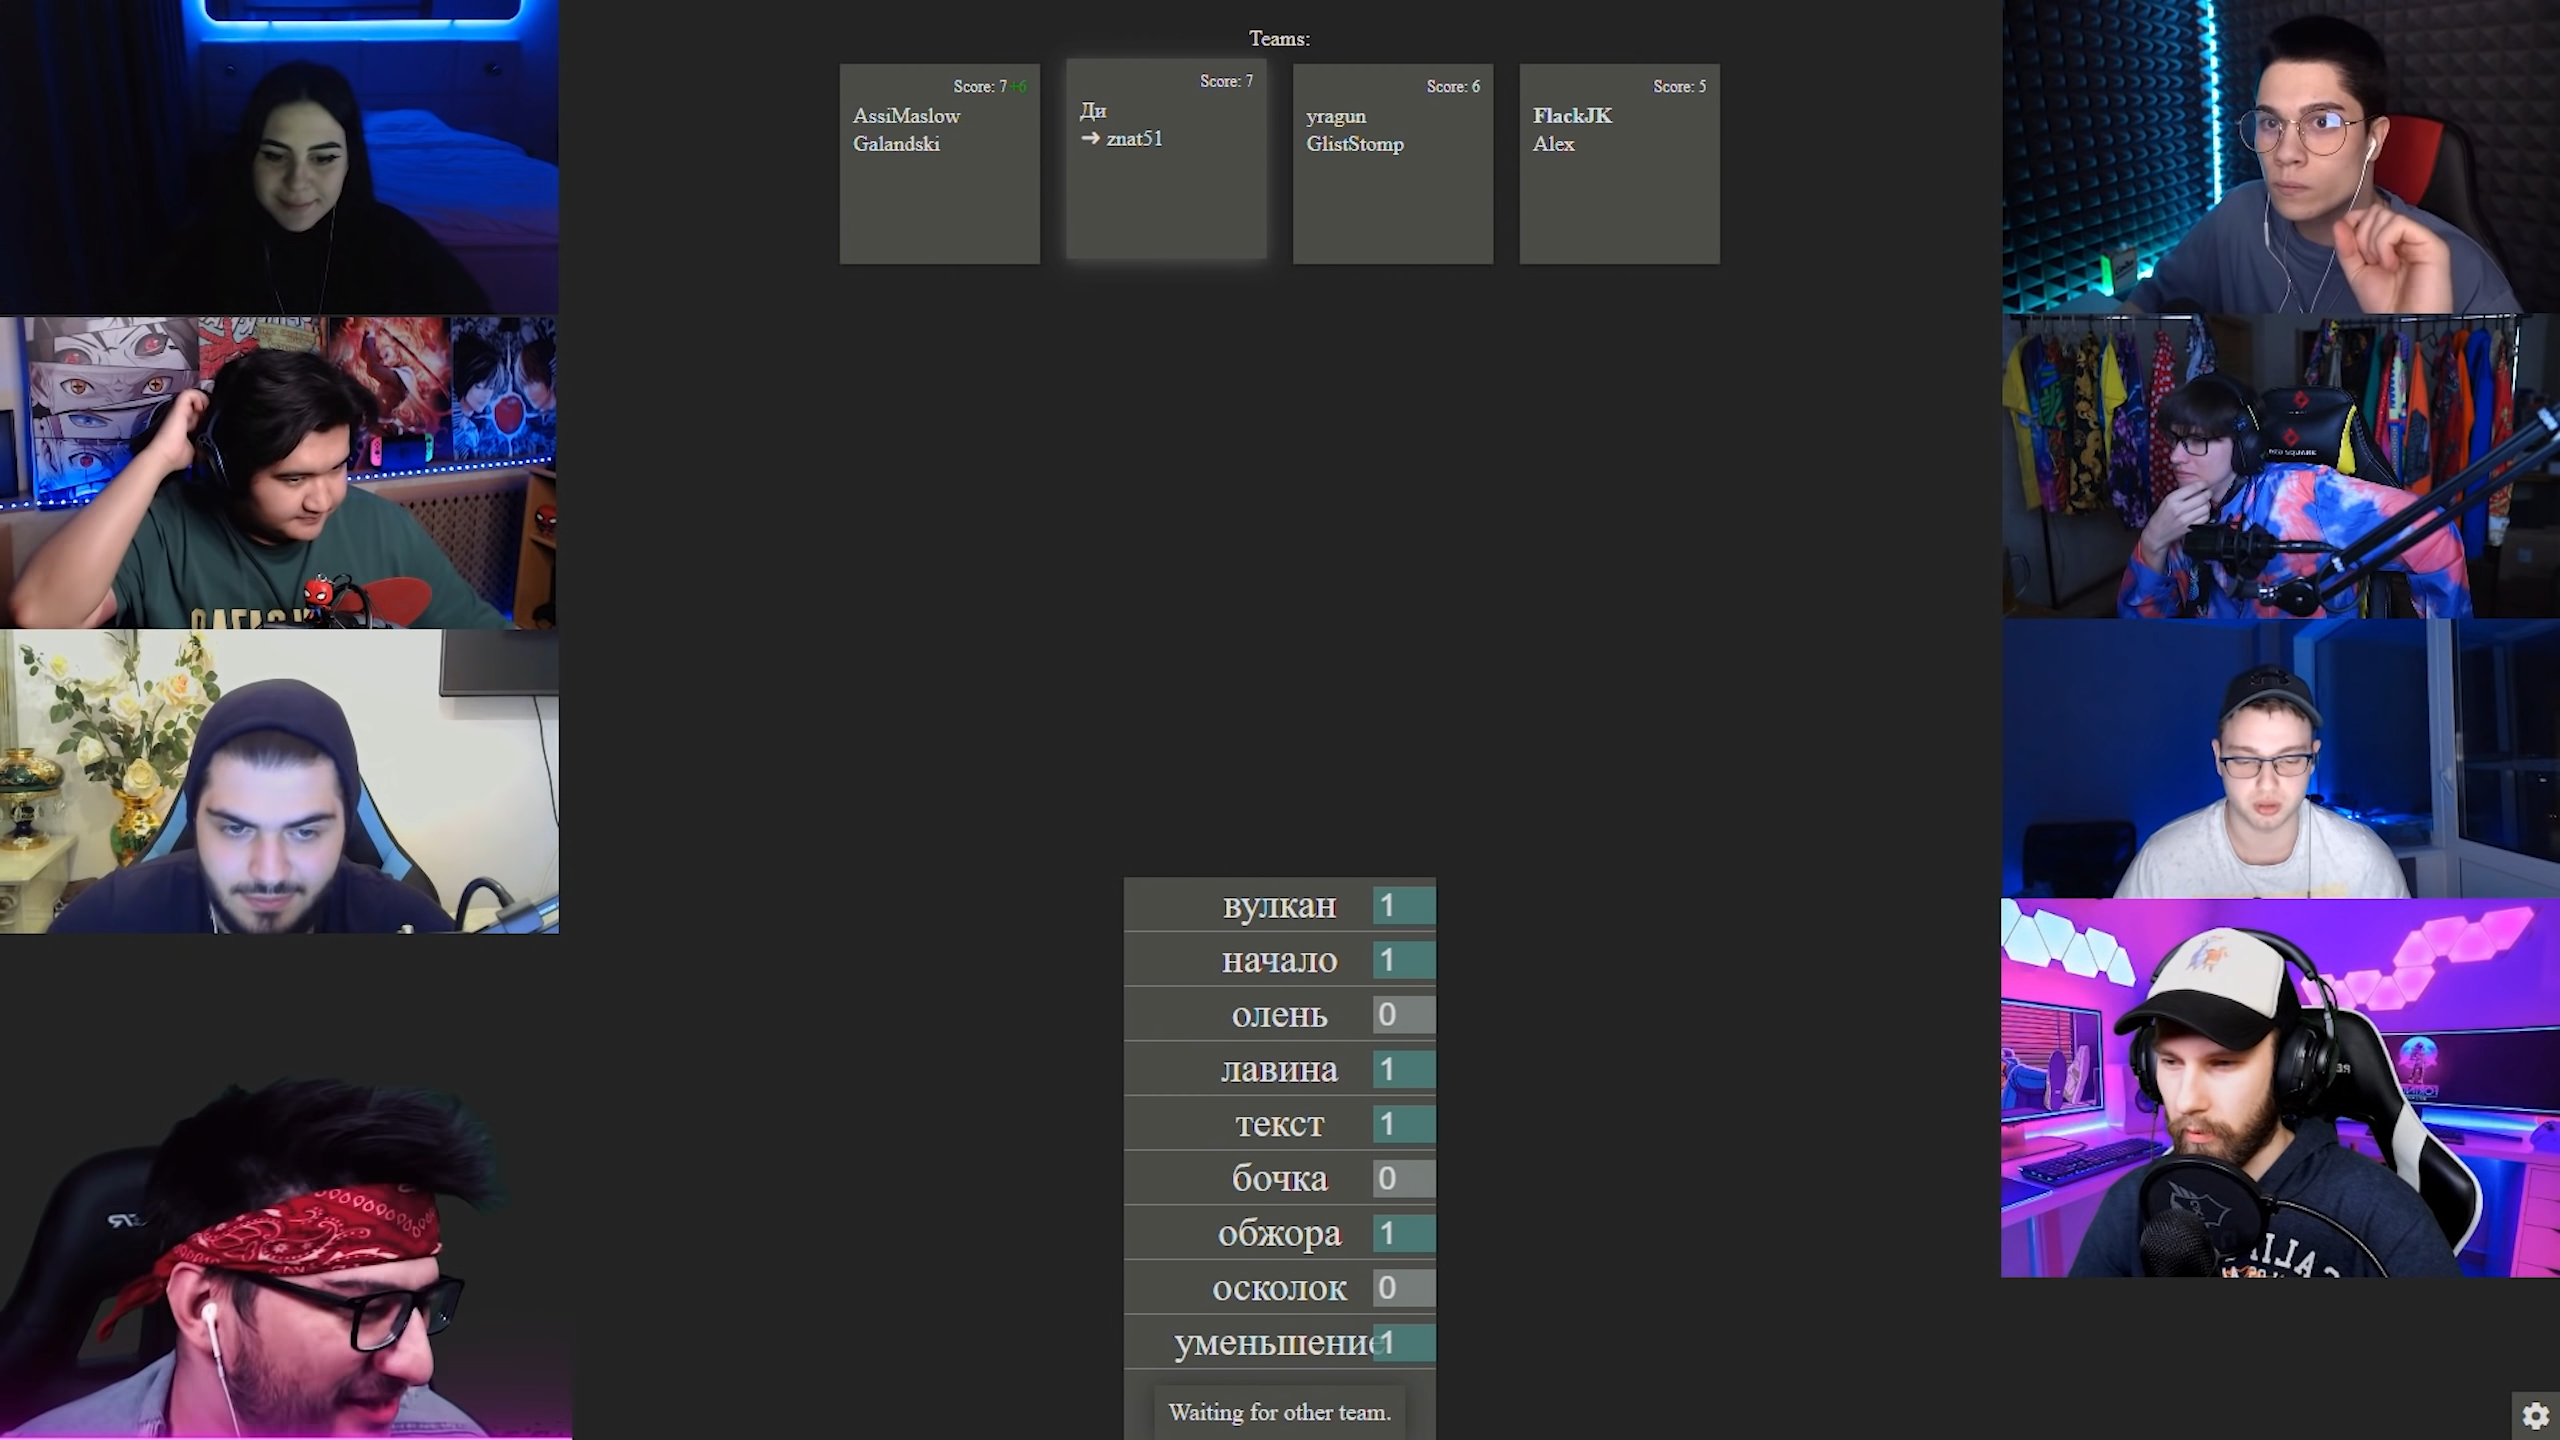 Teams:
Score: 7 +6
AssiMaslow
Galandski
Score: 7
Ди
➜ znat51
Score: 6
yragun
GlistStomp
Score: 5
FlackJK
Alex
вулкан 1
начало 1
олень 0
лавина 1
текст 1
бочка 0
обжора 1
осколок 0
уменьшение 1
Waiting for other team.
RED SQUARE